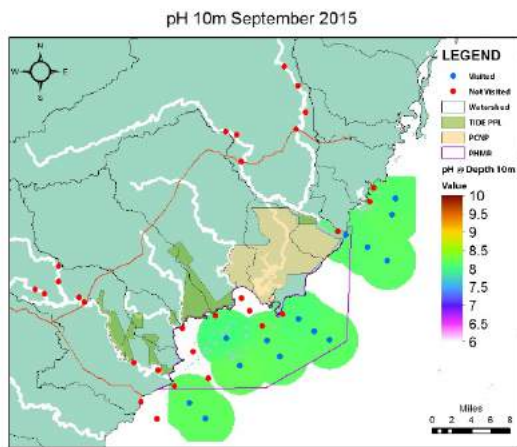 pH 10m September 2015
N
W E
S
LEGEND
Visited
Not Visited
Watershed
TIDE PPL
PCNP
PHMR
pH @ Depth 10m
Value
10
9.5
9
8.5
8
7.5
7
6.5
6
Miles
0 2 4 6 8